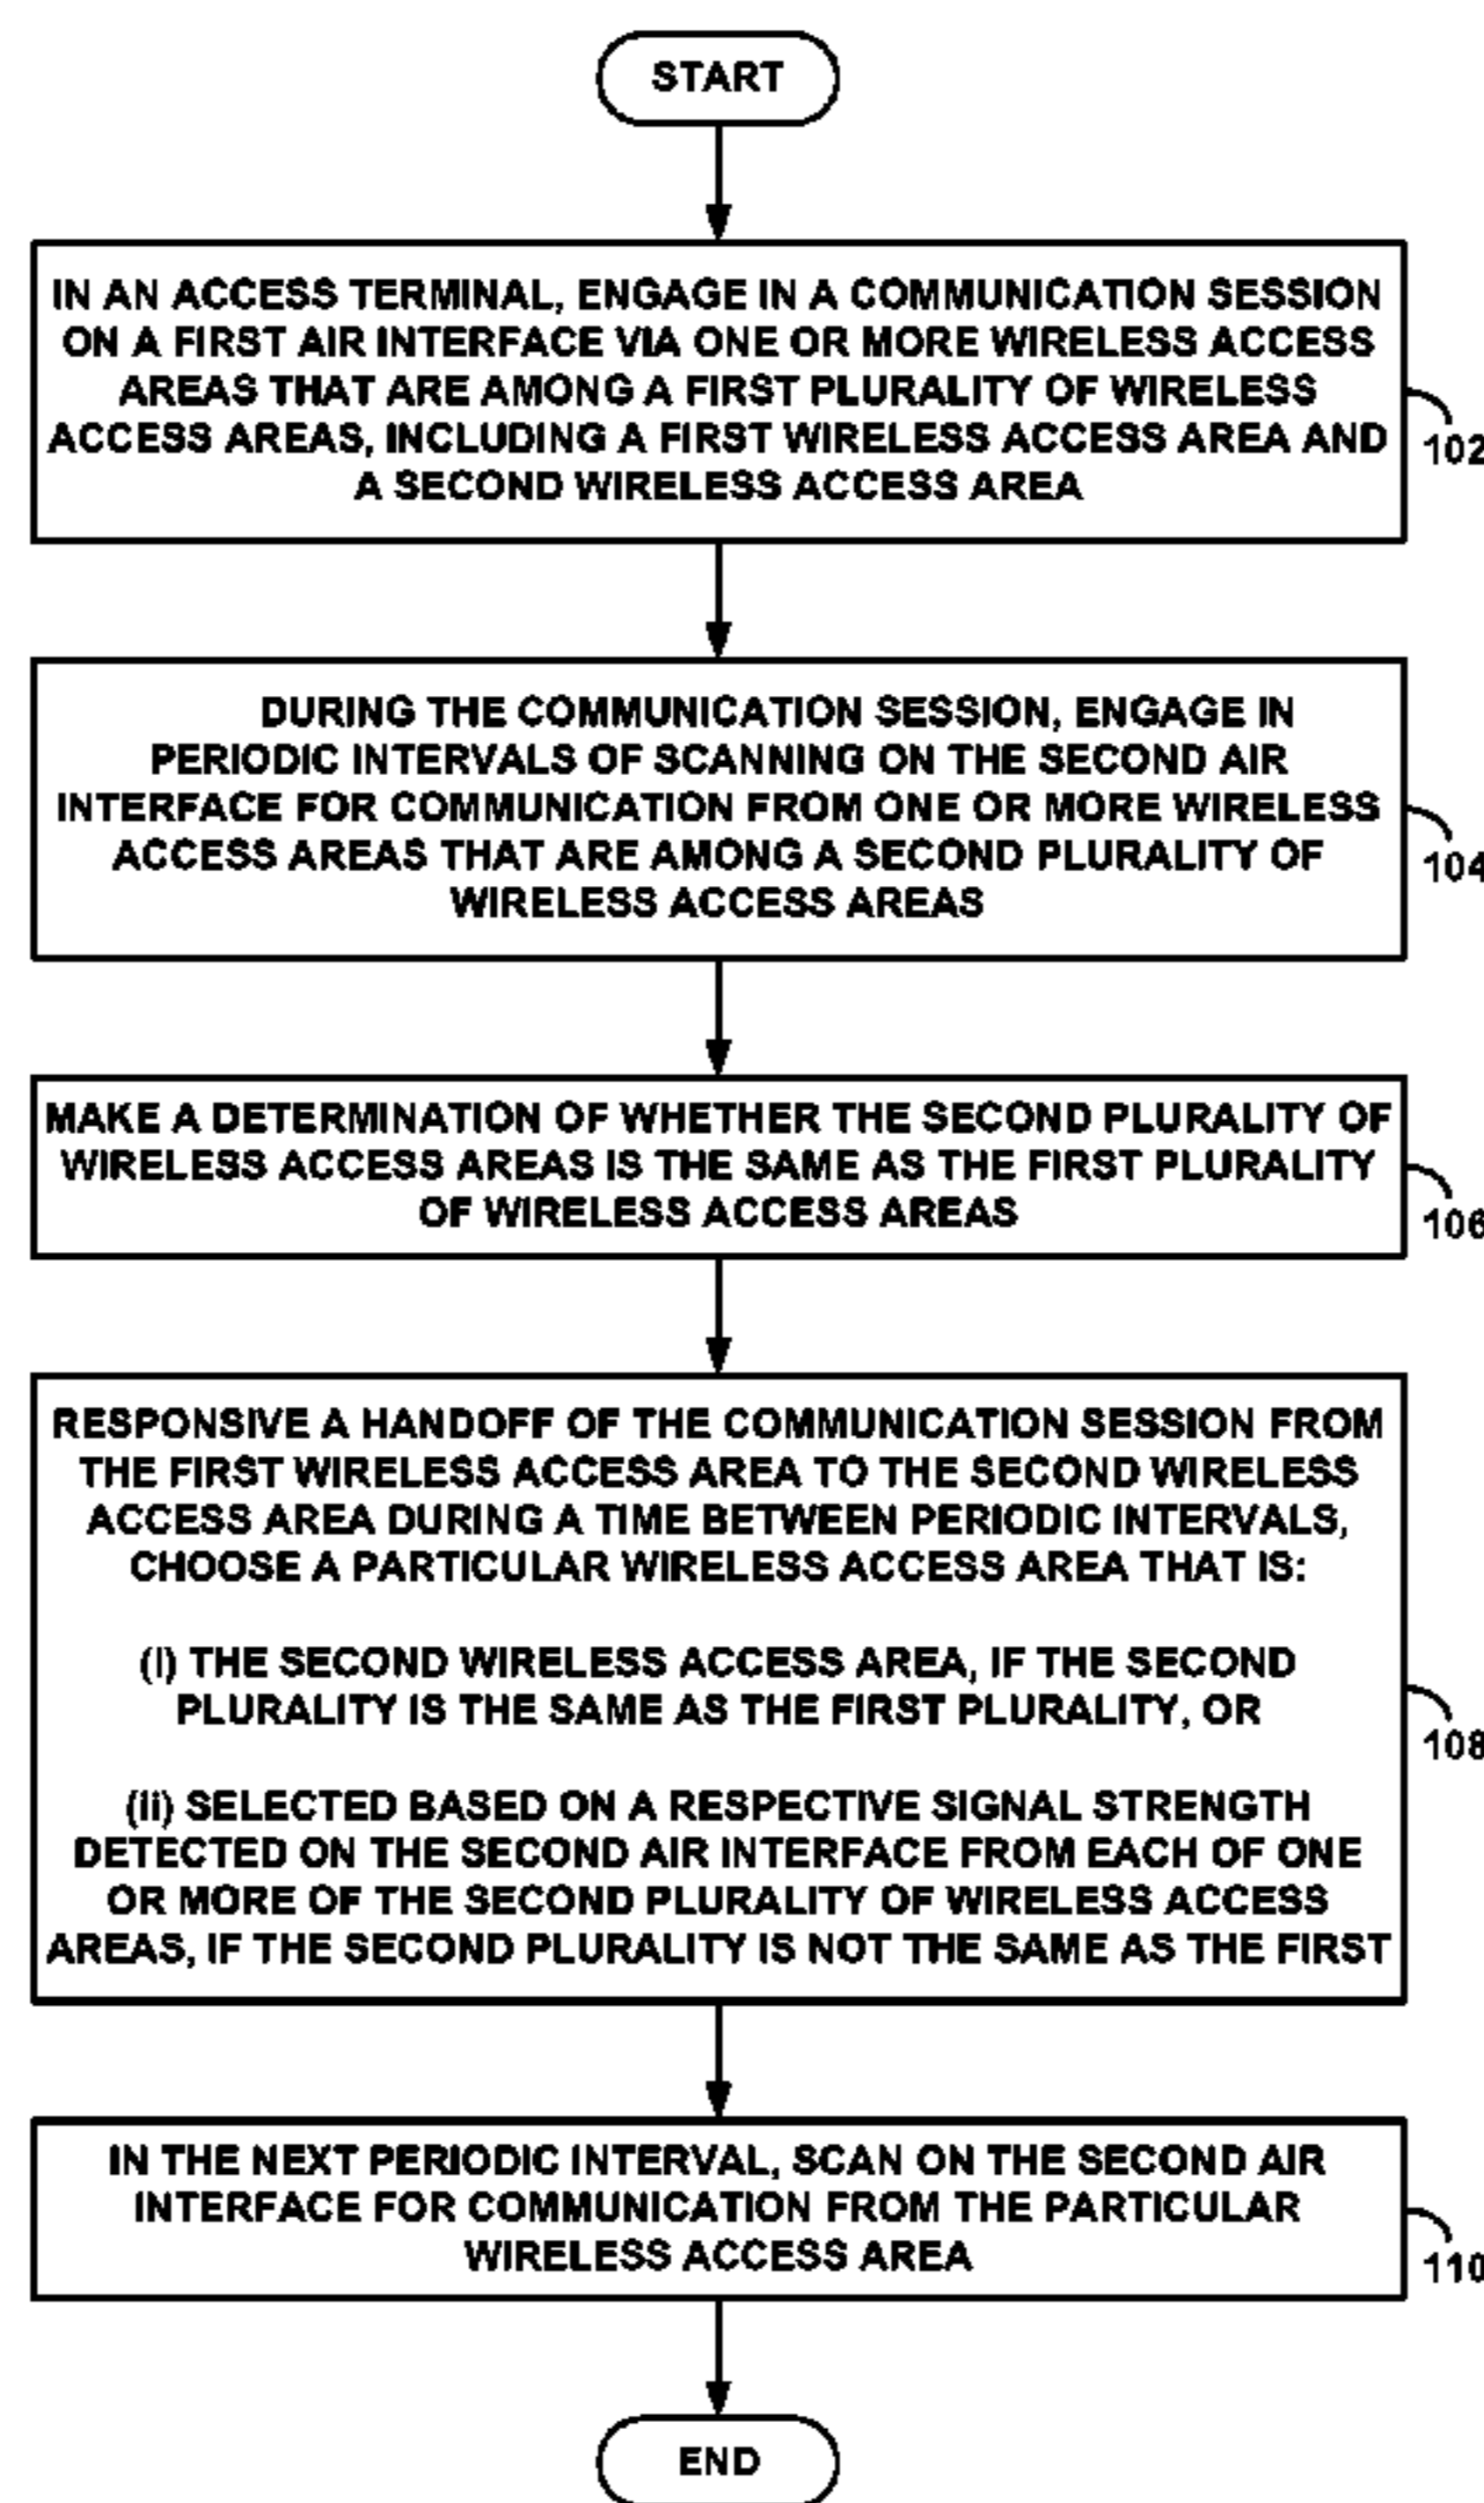 START
IN AN ACCESS TERMINAL, ENGAGE IN A COMMUNICATION SESSION
ON A FIRST AIR INTERFACE VIA ONE OR MORE WIRELESS ACCESS
AREAS THAT ARE AMONG A FIRST PLURALITY OF WIRELESS
ACCESS AREAS, INCLUDING A FIRST WIRELESS ACCESS AREA AND
A SECOND WIRELESS ACCESS AREA
102
DURING THE COMMUNICATION SESSION, ENGAGE IN
PERIODIC INTERVALS OF SCANNING ON THE SECOND AIR
INTERFACE FOR COMMUNICATION FROM ONE OR MORE WIRELESS
ACCESS AREAS THAT ARE AMONG A SECOND PLURALITY OF
WIRELESS ACCESS AREAS
104
MAKE A DETERMINATION OF WHETHER THE SECOND PLURALITY OF
WIRELESS ACCESS AREAS IS THE SAME AS THE FIRST PLURALITY
OF WIRELESS ACCESS AREAS
106
RESPONSIVE A HANDOFF OF THE COMMUNICATION SESSION FROM
THE FIRST WIRELESS ACCESS AREA TO THE SECOND WIRELESS
ACCESS AREA DURING A TIME BETWEEN PERIODIC INTERVALS,
CHOOSE A PARTICULAR WIRELESS ACCESS AREA THAT IS:
(i) THE SECOND WIRELESS ACCESS AREA, IF THE SECOND
PLURALITY IS THE SAME AS THE FIRST PLURALITY, OR
(ii) SELECTED BASED ON A RESPECTIVE SIGNAL STRENGTH
DETECTED ON THE SECOND AIR INTERFACE FROM EACH OF ONE
OR MORE OF THE SECOND PLURALITY OF WIRELESS ACCESS
AREAS, IF THE SECOND PLURALITY IS NOT THE SAME AS THE FIRST
108
IN THE NEXT PERIODIC INTERVAL, SCAN ON THE SECOND AIR
INTERFACE FOR COMMUNICATION FROM THE PARTICULAR
WIRELESS ACCESS AREA
110
END